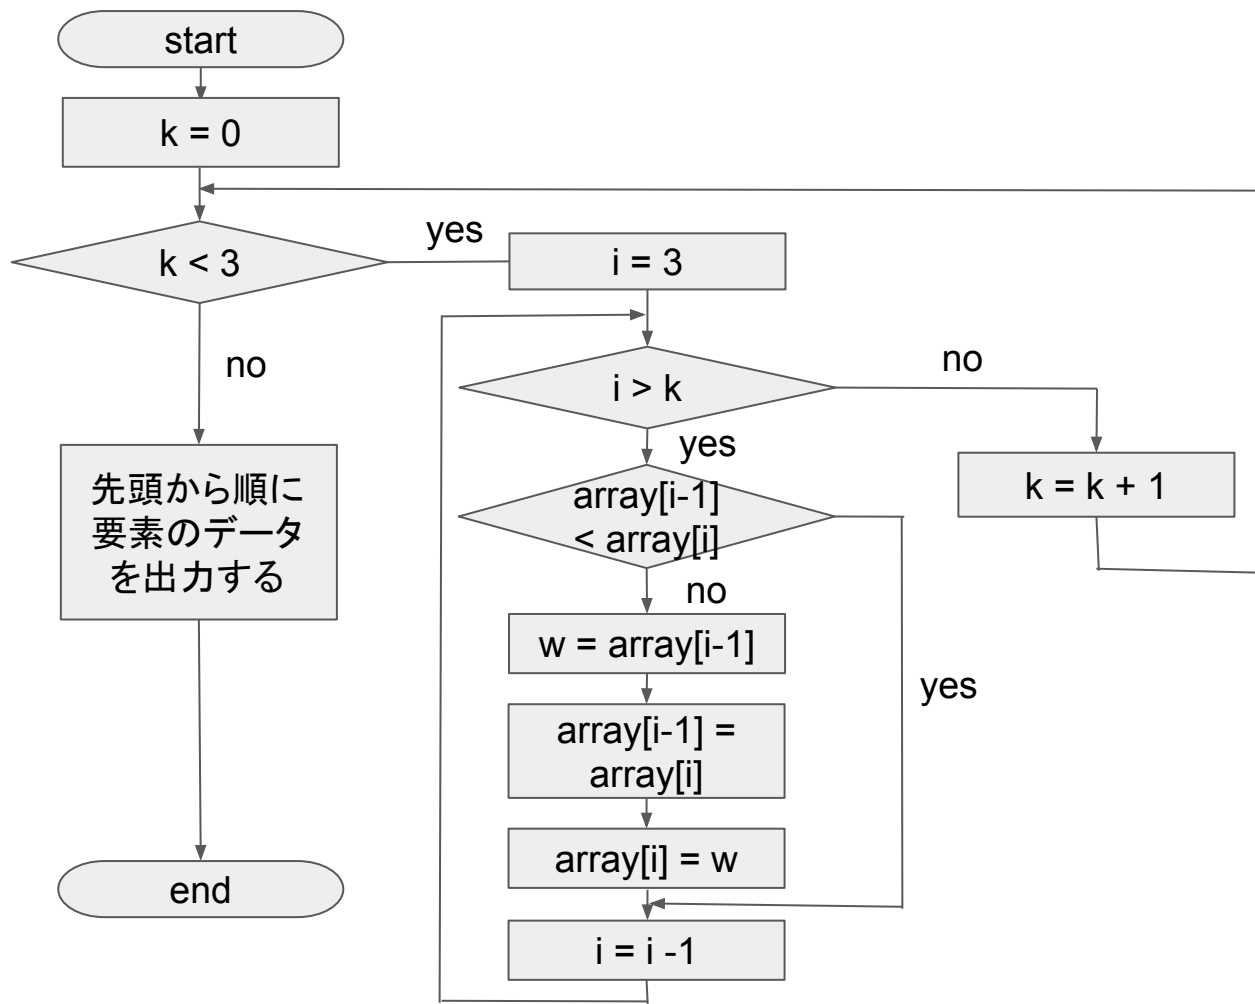 start
k = 0
k < 3
yes
i = 3
no
i > k
no
yes
先頭から順に
要素のデータ
を出力する
array[i-1]
< array[i]
k = k + 1
no
w = array[i-1]
yes
array[i-1] =
array[i]
array[i] = w
end
i = i -1